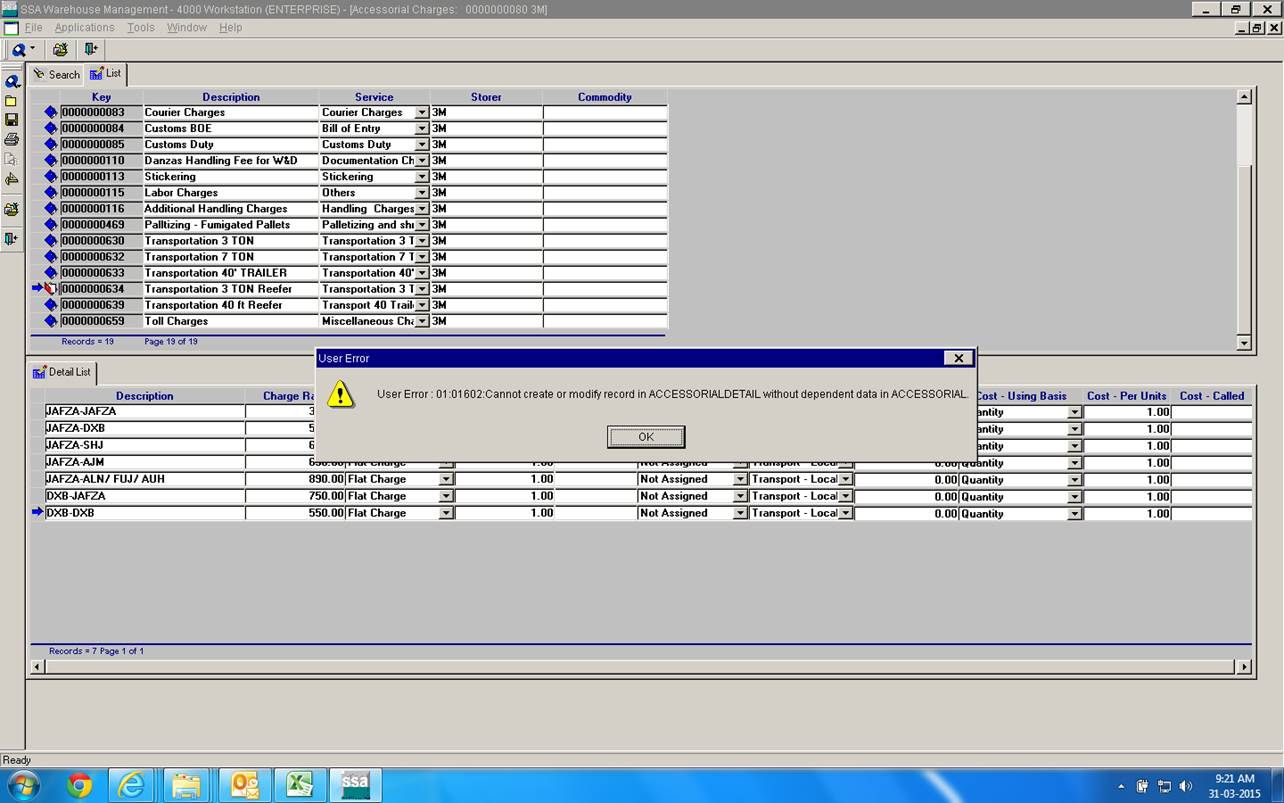 SSA Warehouse Management - 4000 Workstation (ENTERPRISE) - [Accessorial Charges:   0000000080 3M]
File Applications Tools Window Help
Search List
Key Description Service Storer Commodity
0000000083 Courier Charges Courier Charges 3M
0000000084 Customs BOE Bill of Entry 3M
0000000085 Customs Duty Customs Duty 3M
0000000110 Danzas Handling Fee for W&D Documentation Ch 3M
0000000113 Stickering Stickering 3M
0000000115 Labor Charges Others 3M
0000000116 Additional Handling Charges Handling  Charges 3M
0000000469 Palltizing - Fumigated Pallets Palletizing and shr 3M
0000000630 Transportation 3 TON Transportation 3 T 3M
0000000632 Transportation 7 TON Transportation 7 T 3M
0000000633 Transportation 40' TRAILER Transportation 40' 3M
0000000634 Transportation 3 TON Reefer Transportation 3 T 3M
0000000639 Transportation 40 ft Reefer Transport 40 Trail 3M
0000000659 Toll Charges Miscellaneous Cha 3M
Records = 19 Page 19 of 19
User Error
User Error : 01:01602:Cannot create or modify record in ACCESSORIALDETAIL without dependent data in ACCESSORIAL.
OK
Detail List
Description Charge Ra Cost - Using Basis Cost - Per Units Cost - Called
JAFZA-JAFZA 3 antity 1.00
JAFZA-DXB 5 antity 1.00
JAFZA-SHJ 6 antity 1.00
JAFZA-AJM 650.00 Flat Charge 1.00 Not Assigned Transport - Local 0.00 Quantity 1.00
JAFZA-ALN/ FUJ/ AUH 890.00 Flat Charge 1.00 Not Assigned Transport - Local 0.00 Quantity 1.00
DXB-JAFZA 750.00 Flat Charge 1.00 Not Assigned Transport - Local 0.00 Quantity 1.00
DXB-DXB 550.00 Flat Charge 1.00 Not Assigned Transport - Local 0.00 Quantity 1.00
Records = 7 Page 1 of 1
Ready
ssa
9:21 AM
31-03-2015